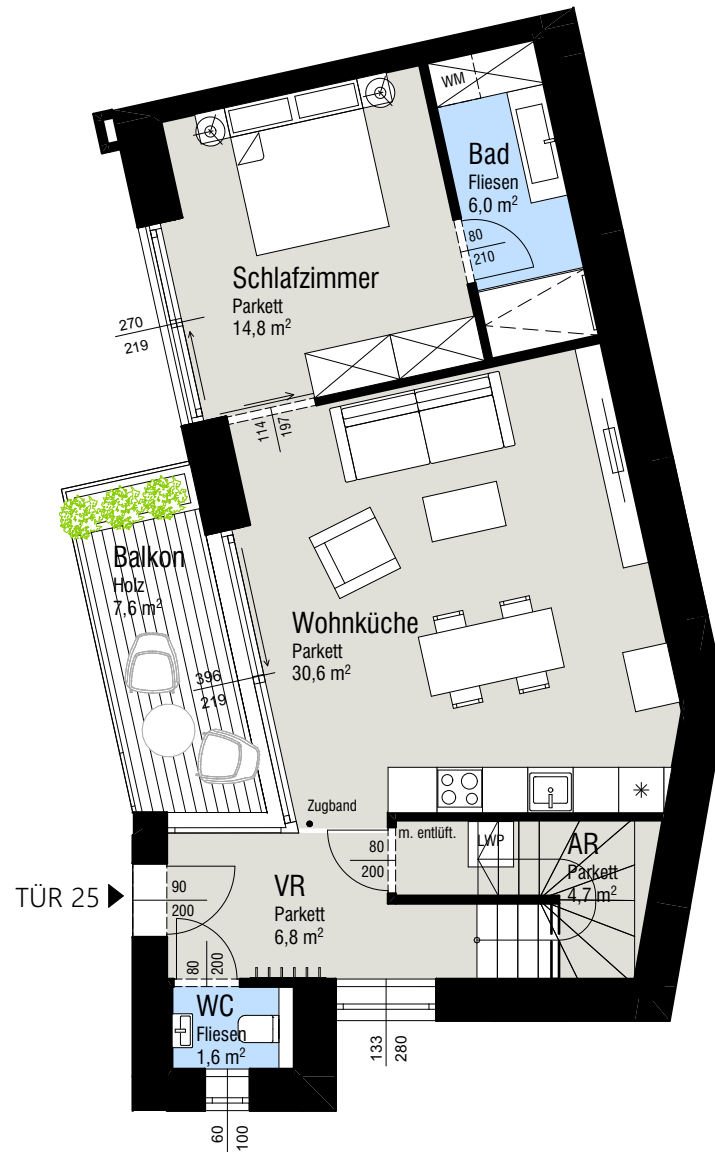 WM
Bad
Fliesen
6,0 m²
80
210
Schlafzimmer
Parkett
14,8 m²
270
219
114
197
Balkon
Holz
7,6 m²
Wohnküche
Parkett
30,6 m²
396
219
Zugband
m. entlüft.
LWP
AR
Parkett
4,7 m²
80
200
TÜR 25
90
200
VR
Parkett
6,8 m²
80
200
WC
Fliesen
1,6 m²
133
280
60
100